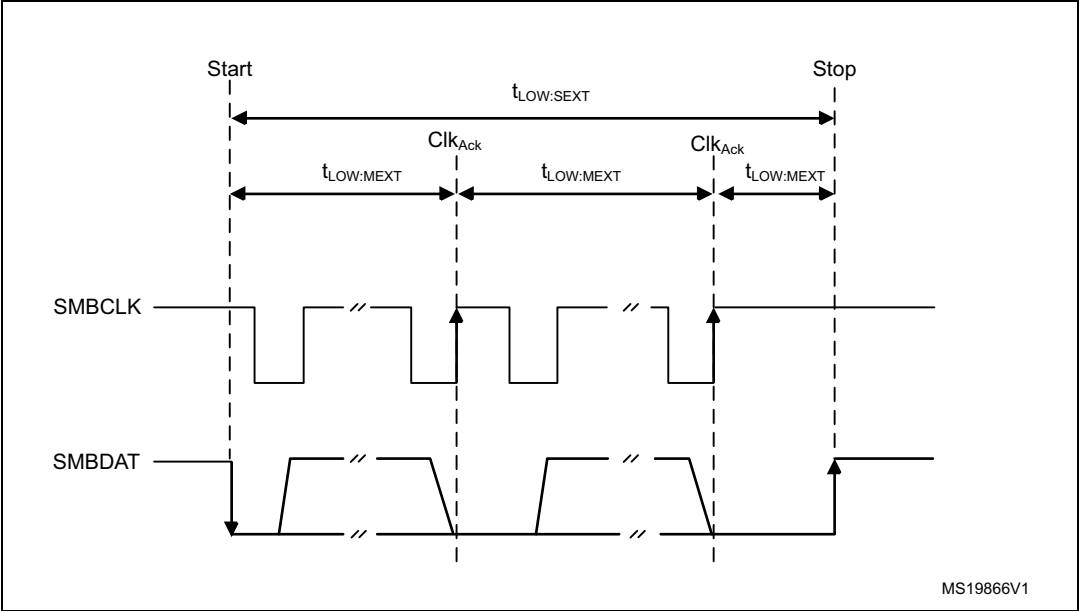 Start Stop
tLOW:SEXT
ClkAck ClkAck
tLOW:MEXT tLOW:MEXT tLOW:MEXT
SMBCLK
SMBDAT
MS19866V1